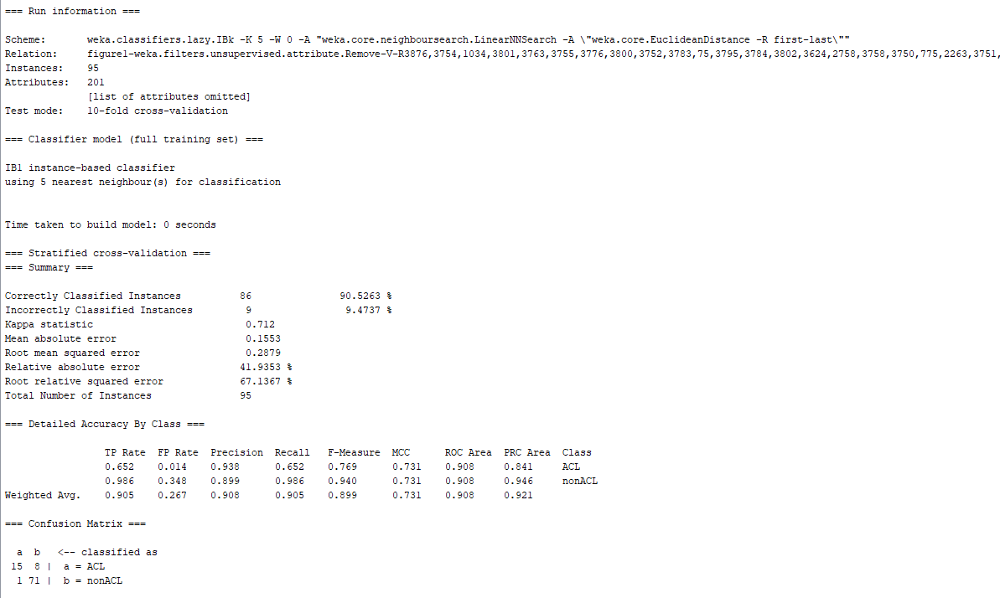 === Run information ===
Scheme: weka.classifiers.lazy.IBk -K 5 -W 0 -A "weka.core.neighboursearch.LinearNNSearch -A \"weka.core.EuclideanDistance -R first-last\""
Relation: figure1-weka.filters.unsupervised.attribute.Remove-V-R3876,3754,1034,3801,3763,3755,3776,3800,3752,3783,75,3795,3784,3802,3624,2758,3758,3750,775,2263,3751,
Instances: 95
Attributes: 201
[list of attributes omitted]
Test mode: 10-fold cross-validation
=== Classifier model (full training set) ===
IB1 instance-based classifier
using 5 nearest neighbour(s) for classification
Time taken to build model: 0 seconds
=== Stratified cross-validation ===
=== Summary ===
Correctly Classified Instances 86 90.5263 %
Incorrectly Classified Instances 9 9.4737 %
Kappa statistic 0.712
Mean absolute error 0.1553
Root mean squared error 0.2879
Relative absolute error 41.9353 %
Root relative squared error 67.1367 %
Total Number of Instances 95
=== Detailed Accuracy By Class ===
TP Rate FP Rate Precision Recall F-Measure MCC ROC Area PRC Area Class
0.652 0.014 0.938 0.652 0.769 0.731 0.908 0.841 ACL
0.986 0.348 0.899 0.986 0.940 0.731 0.908 0.946 nonACL
Weighted Avg. 0.905 0.267 0.908 0.905 0.899 0.731 0.908 0.921
=== Confusion Matrix ===
a b <-- classified as
15 8 | a = ACL
1 71 | b = nonACL